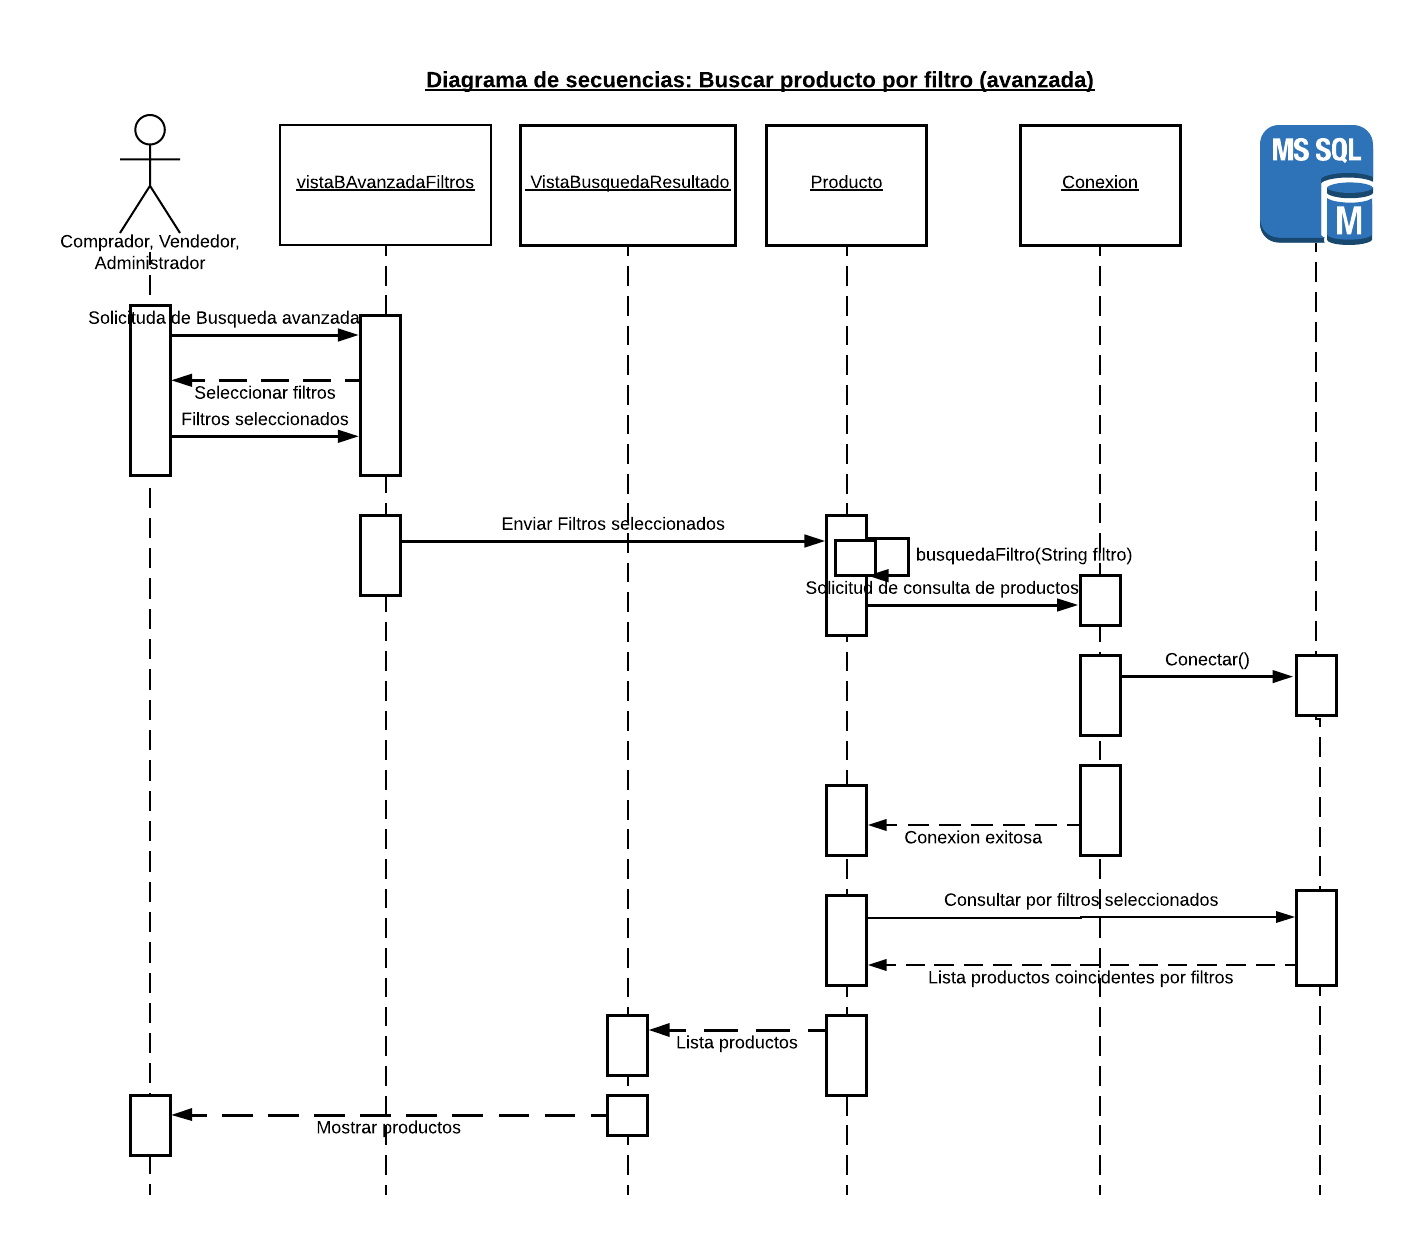 Diagrama de secuencias: Buscar producto por filtro (avanzada)
Comprador, Vendedor,
Administrador
vistaBAvanzadaFiltros
VistaBusquedaResultado
Producto
Conexion
MS SQL
M
Solicituda de Busqueda avanzada
Seleccionar filtros
Filtros seleccionados
Enviar Filtros seleccionados
busquedaFiltro(String filtro)
Solicitud de consulta de productos
Conectar()
Conexion exitosa
Consultar por filtros seleccionados
Lista productos coincidentes por filtros
Lista productos
Mostrar productos